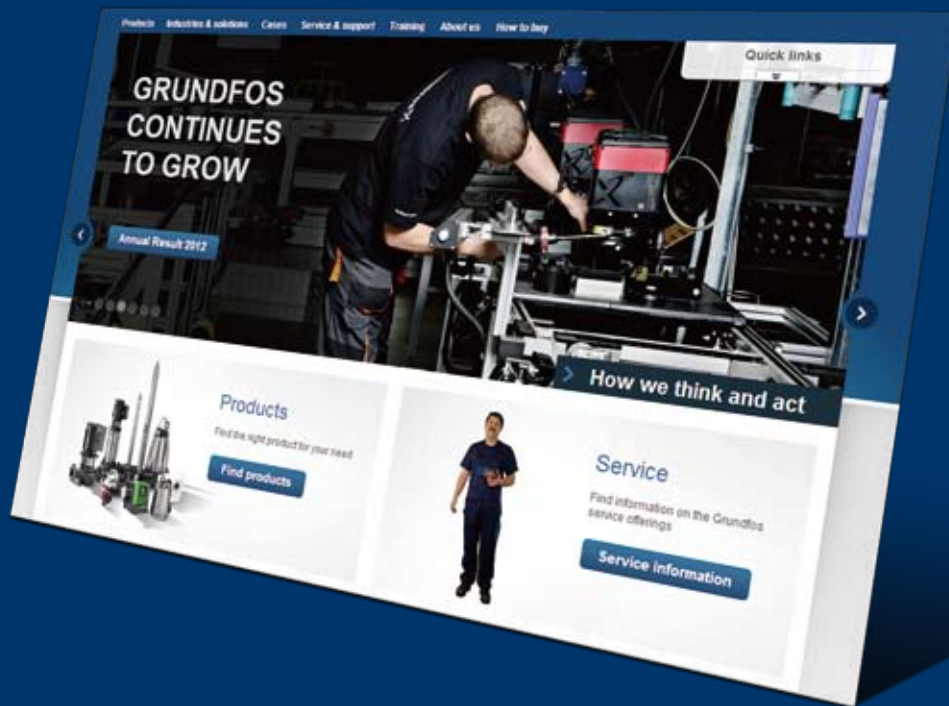 Products Industries & solutions Cases Service & support Training About us How to buy
Quick links
GRUNDFOS
CONTINUES
TO GROW
Annual Result 2012
How we think and act
Products
Find the right product for your need
Find products
Service
Find information on the Grundfos
service offerings
Service information